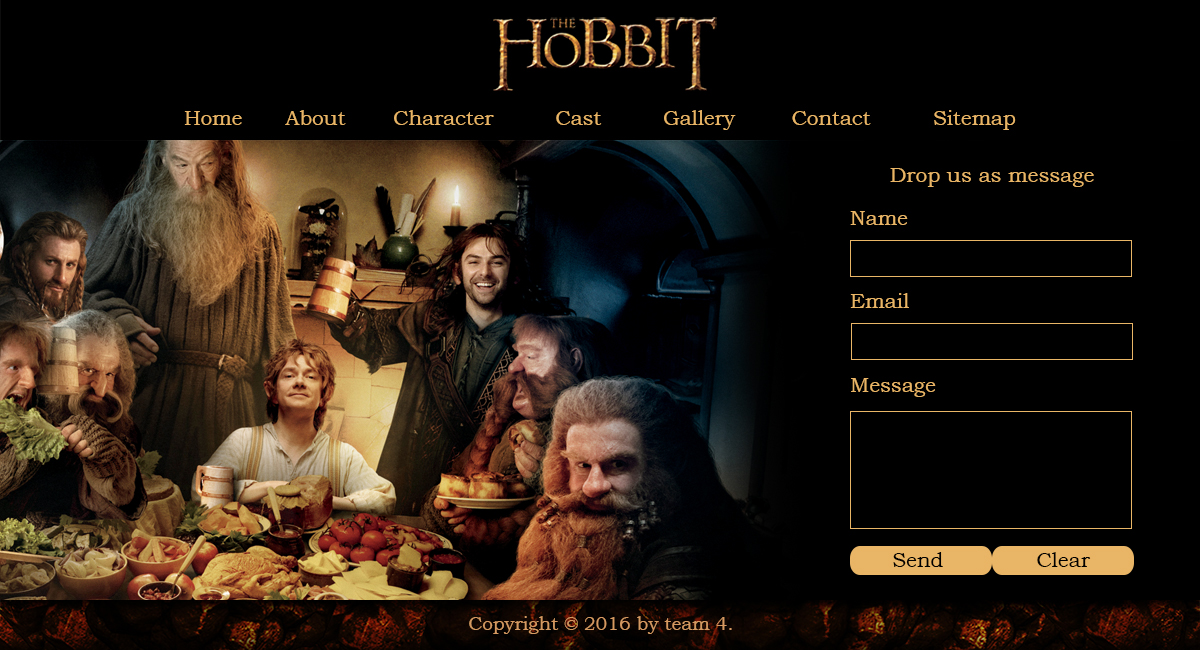 THE
HOBBIT
Home About Character Cast Gallery Contact Sitemap
Drop us as message
Name
Email
Message
Send Clear
Copyright © 2016 by team 4.